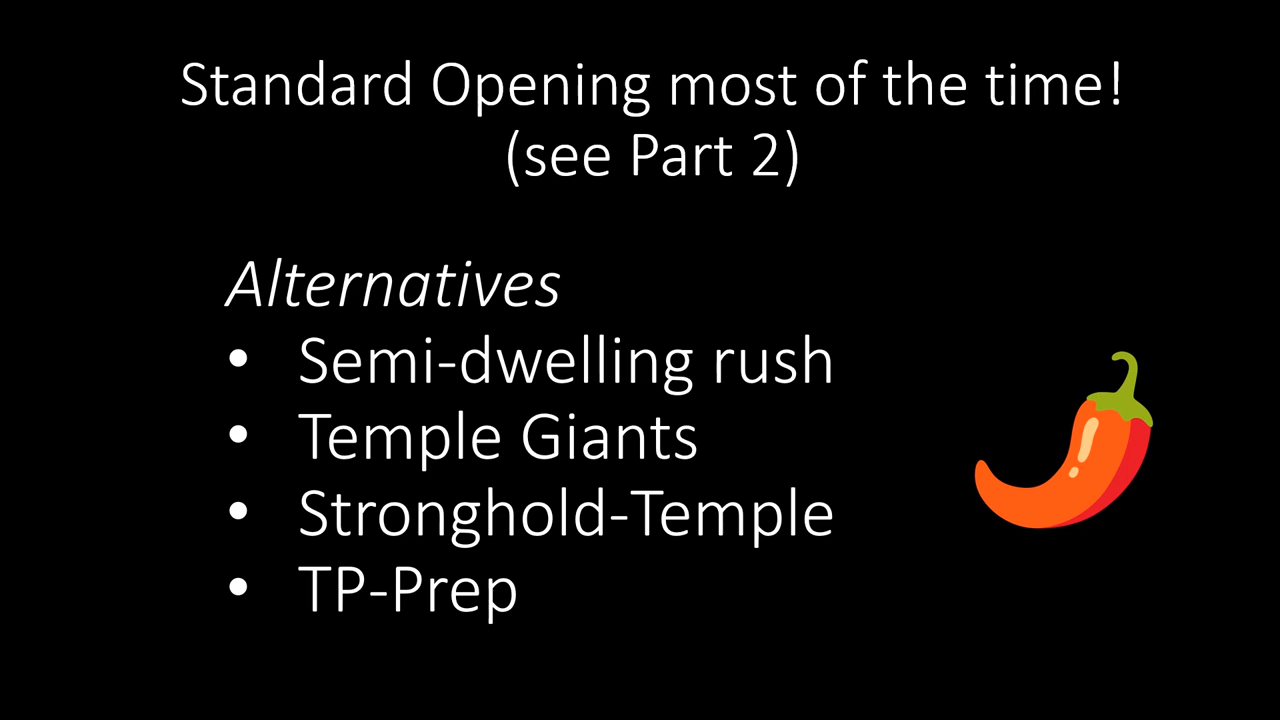 Standard Opening most of the time!
(see Part 2)
Alternatives
• Semi-dwelling rush
• Temple Giants
• Stronghold-Temple
• TP-Prep